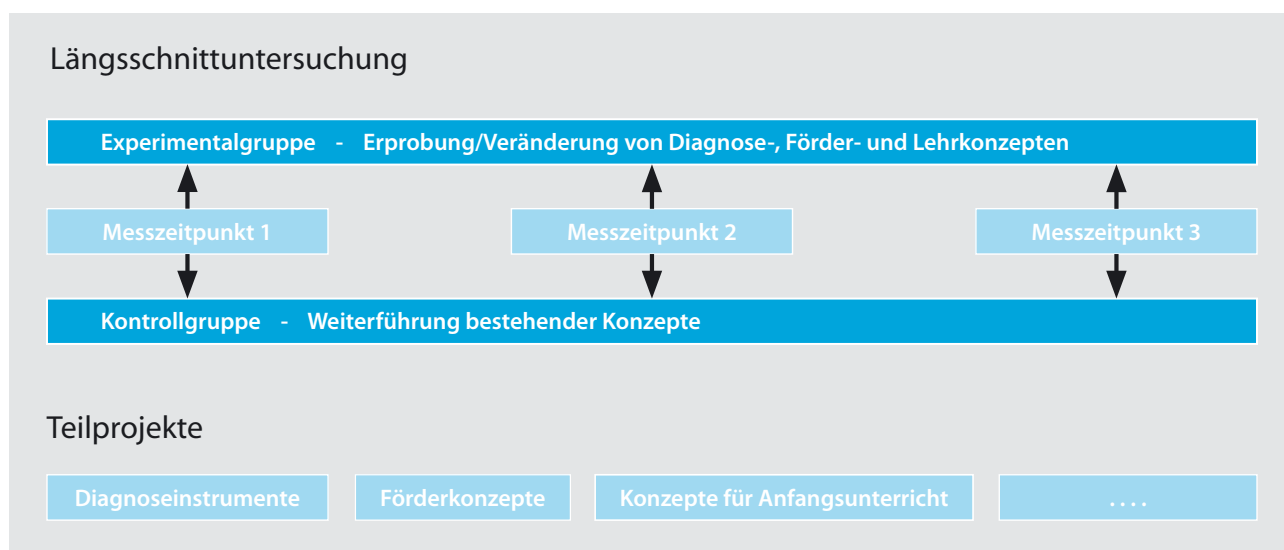 Längsschnittuntersuchung
Experimentalgruppe - Erprobung/Veränderung von Diagnose-, Förder- und Lehrkonzepten
Messzeitpunkt 1
Messzeitpunkt 2
Messzeitpunkt 3
Kontrollgruppe - Weiterführung bestehender Konzepte
Teilprojekte
Diagnoseinstrumente
Förderkonzepte
Konzepte für Anfangsunterricht
....